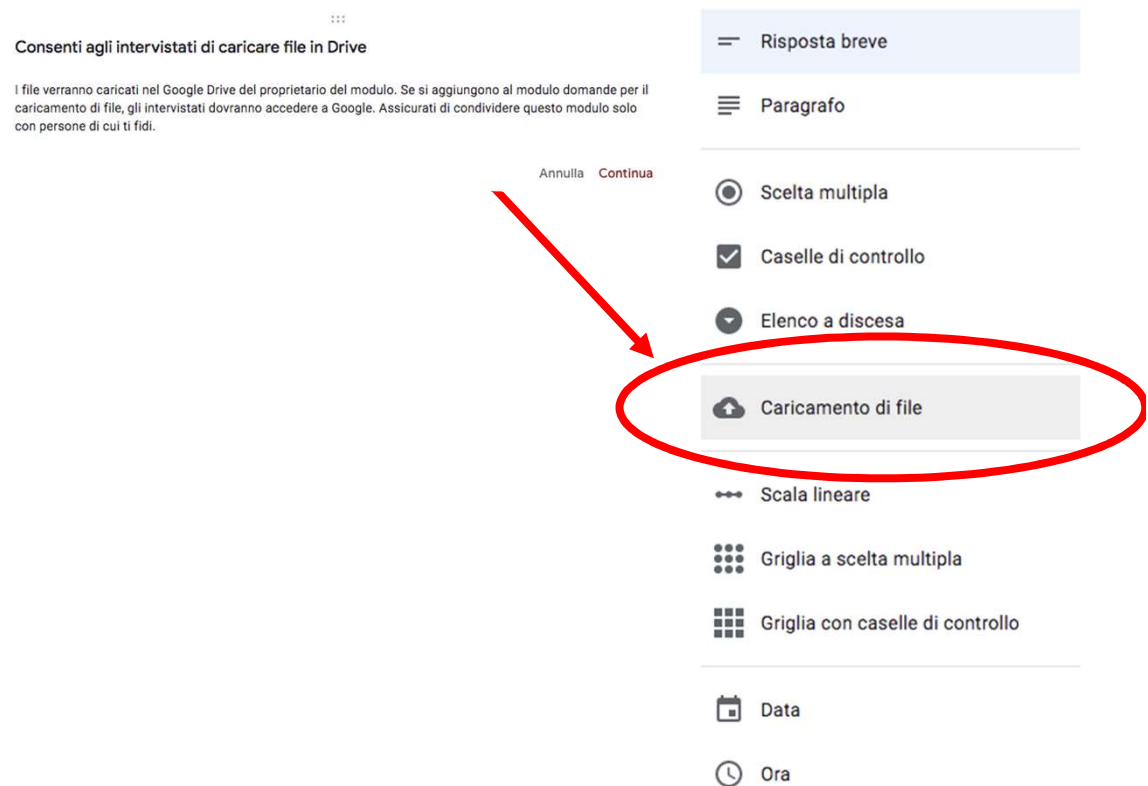 Consenti agli intervistati di caricare file in Drive
I file verranno caricati nel Google Drive del proprietario del modulo. Se si aggiungono al modulo domande per il
caricamento di file, gli intervistati dovranno accedere a Google. Assicurati di condividere questo modulo solo
con persone di cui ti fidi.
Annulla Continua
Risposta breve
Paragrafo
Scelta multipla
Caselle di controllo
Elenco a discesa
Caricamento di file
Scala lineare
Griglia a scelta multipla
Griglia con caselle di controllo
Data
Ora